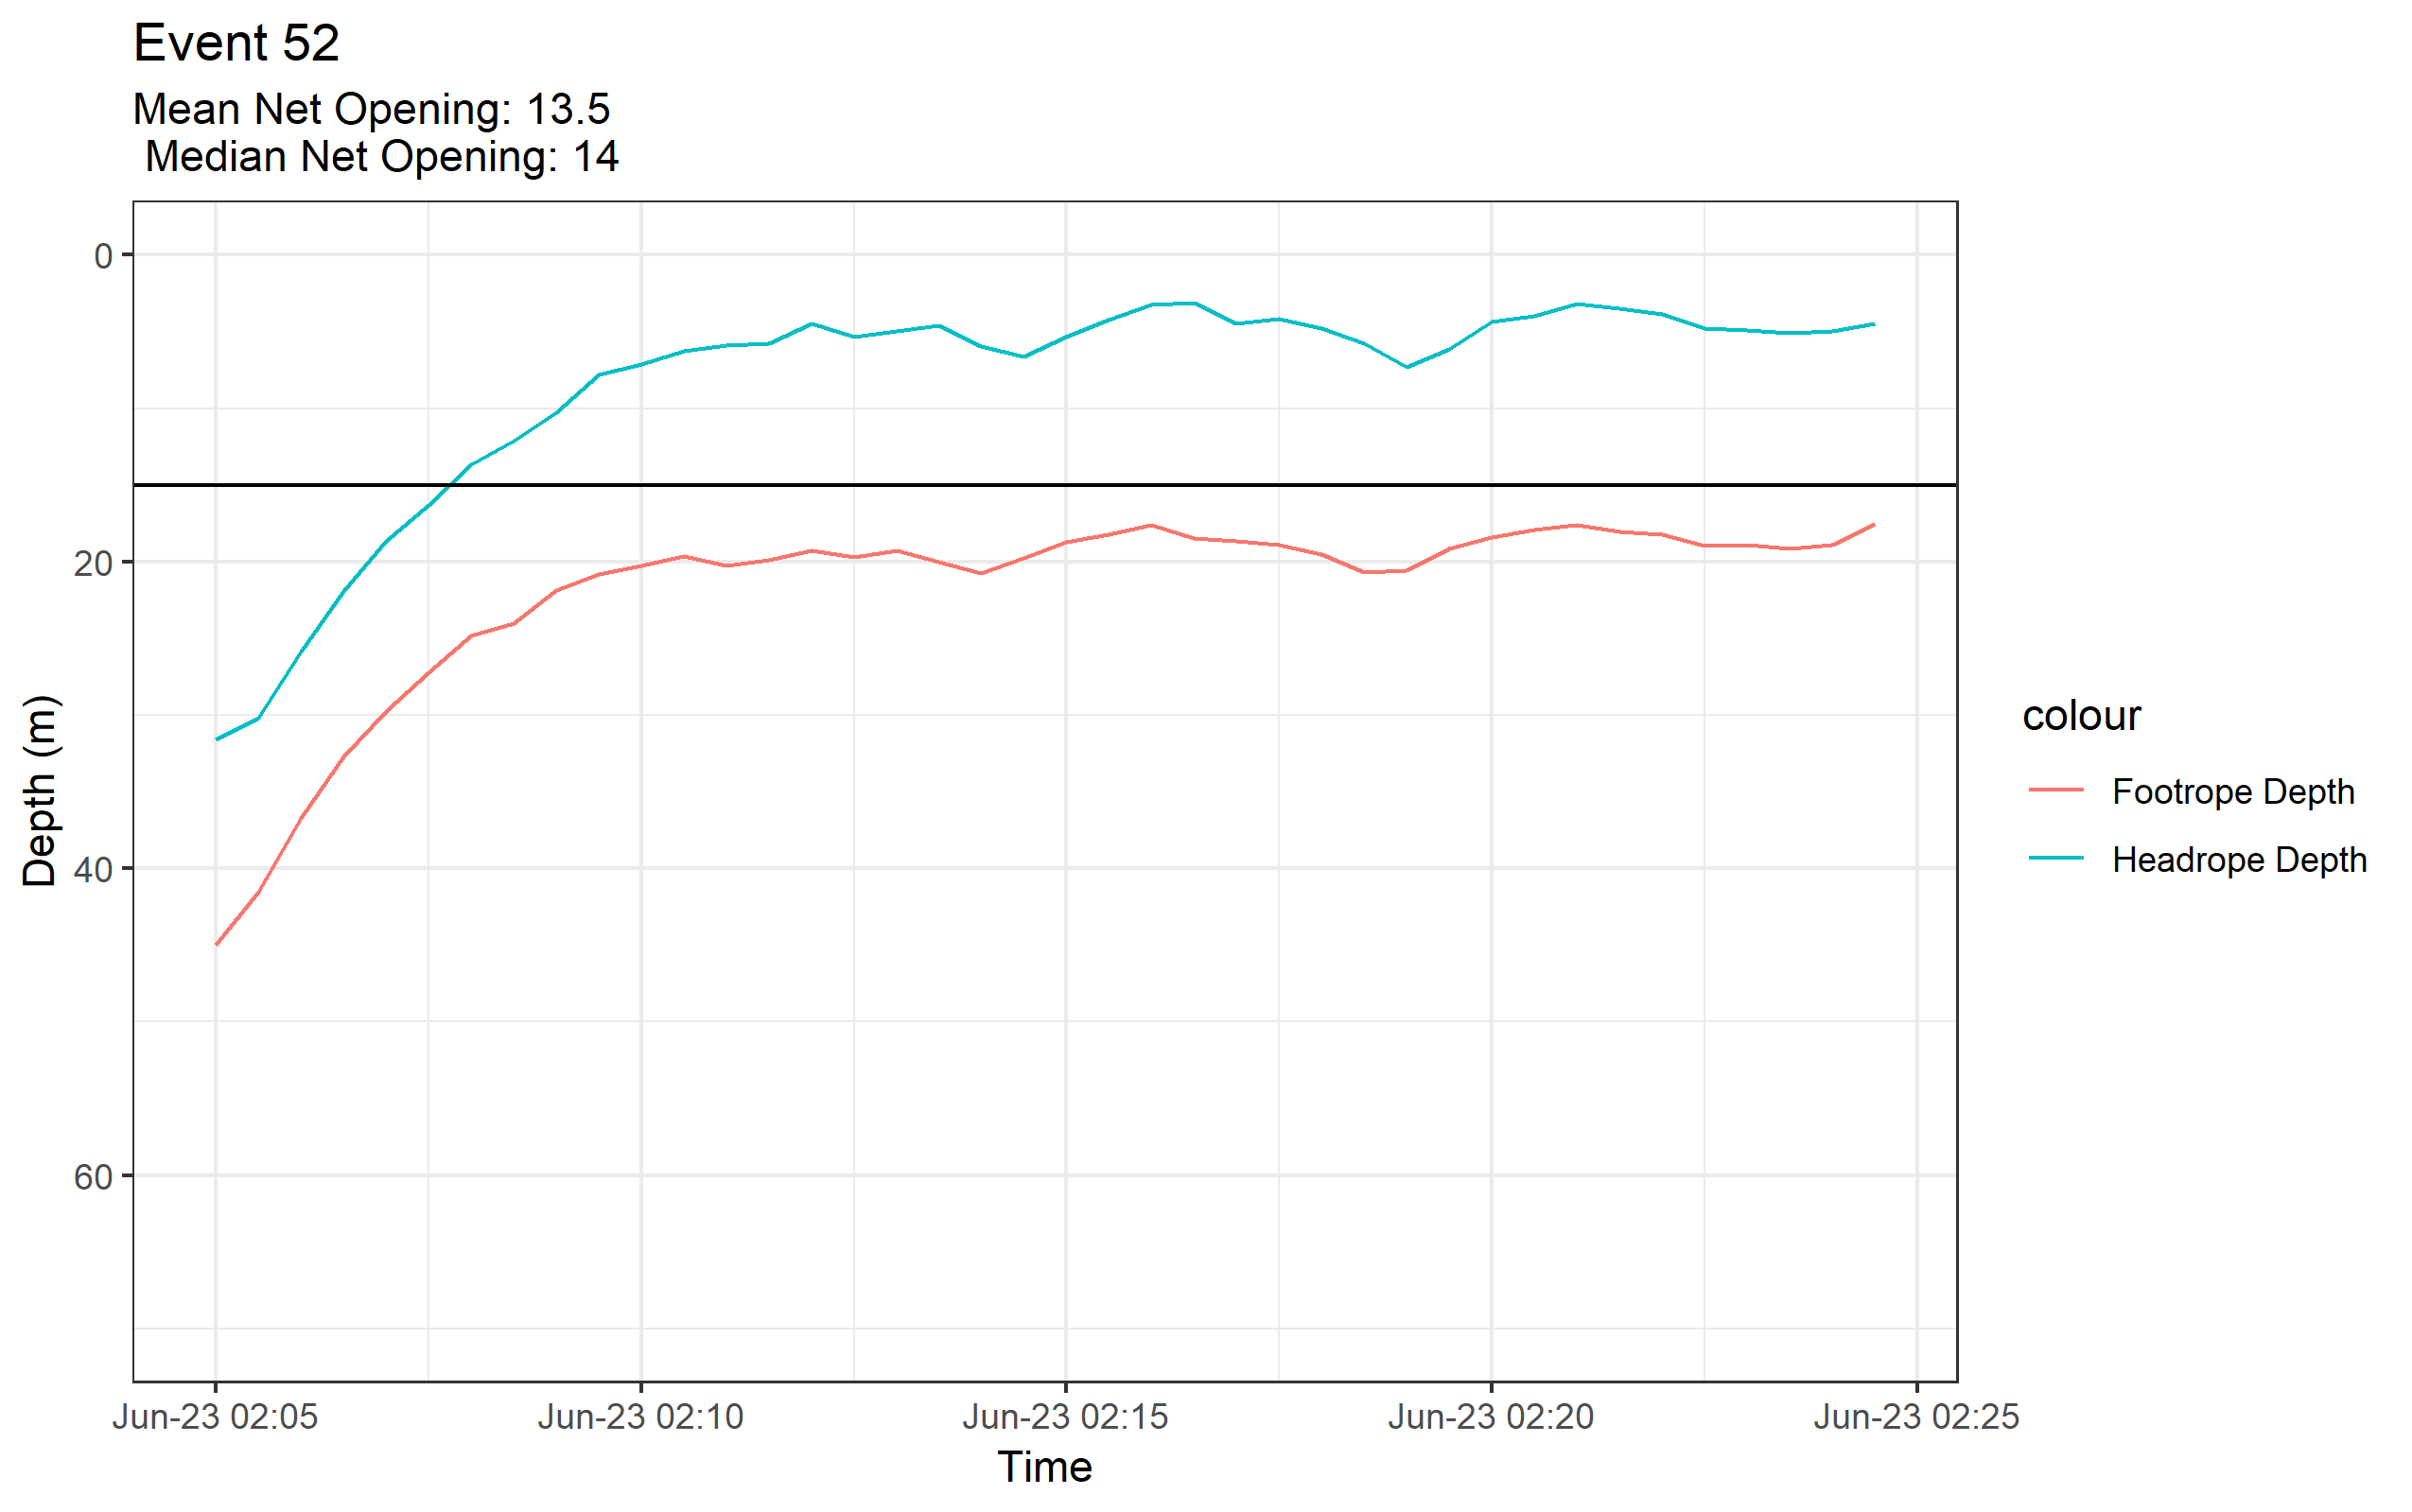 Event 52
Mean Net Opening: 13.5
Median Net Opening: 14
0
20
40
60
Depth (m)
Jun-23 02:05
Jun-23 02:10
Jun-23 02:15
Jun-23 02:20
Jun-23 02:25
Time
colour
Footrope Depth
Headrope Depth